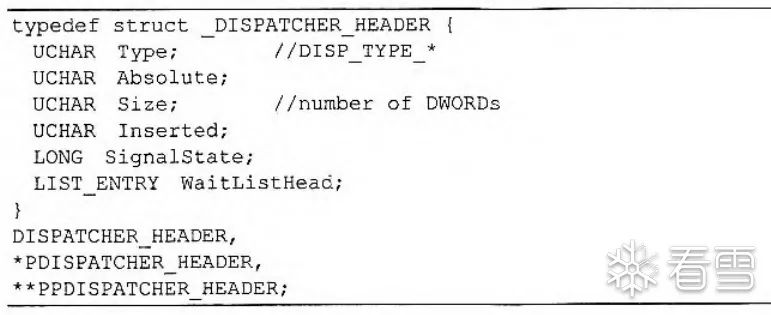 typedef struct _DISPATCHER_HEADER {
UCHAR Type; //DISP_TYPE_*
UCHAR Absolute;
UCHAR Size; //number of DWORDs
UCHAR Inserted;
LONG SignalState;
LIST_ENTRY WaitListHead;
}
DISPATCHER_HEADER,
*PDISPATCHER_HEADER,
**PPDISPATCHER_HEADER;
看雪